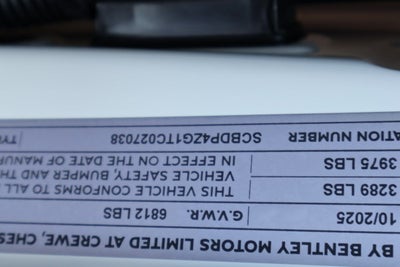 BY BENTLEY MOTORS LIMITED AT CREWE, CHES
10/2025 G.V.W.R. 6812 LBS
3289 LBS THIS VEHICLE CONFORMS TO ALL
3975 LBS VEHICLE SAFETY, BUMPER AND TH
IN EFFECT ON THE DATE OF MANUF
ATION NUMBER SCBDP4ZG1TC027038 TY